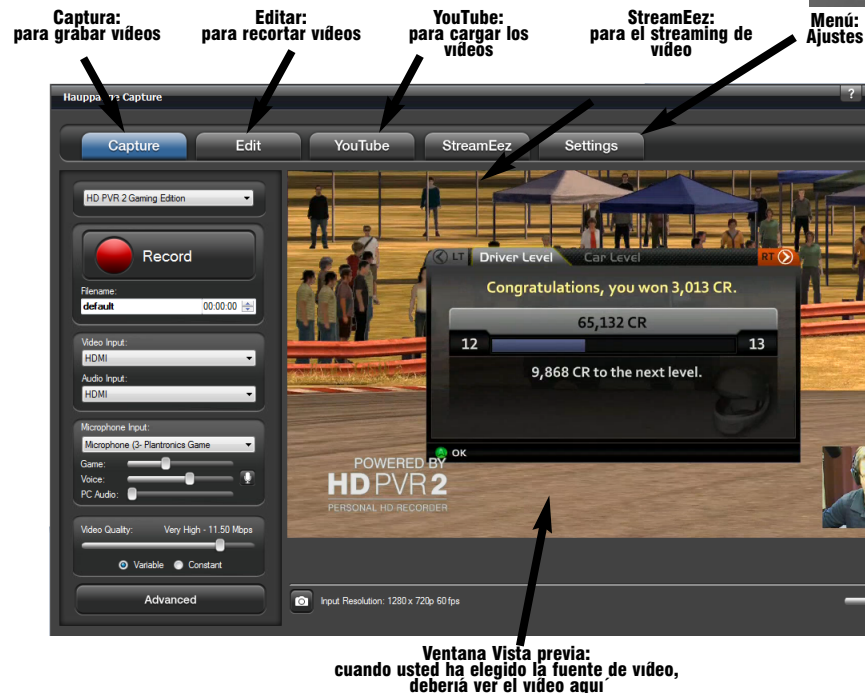 Captura:
para grabar vídeos
Editar:
para recortar vídeos
YouTube:
para cargar los
vídeos
StreamEez:
para el streaming de
vídeo
Menú:
Ajustes
Hauppauge Capture
?
Capture
Edit
YouTube
StreamEez
Settings
HD PVR 2 Gaming Edition
Record
Filename:
default 00:00:00
Video Input:
HDMI
Audio Input:
HDMI
Microphone Input:
Microphone (3- Plantronics Game
Game:
Voice:
PC Audio:
Video Quality: Very High - 11.50 Mbps
Variable Constant
Advanced
LT Driver Level Car Level RT
Congratulations, you won 3,013 CR.
65,132 CR
12 13
9,868 CR to the next level.
OK
POWERED BY
HD PVR 2
PERSONAL HD RECORDER
Input Resolution: 1280 x 720p 60 fps
Ventana Vista previa:
cuando usted ha elegido la fuente de vídeo,
debería ver el vídeo aquí